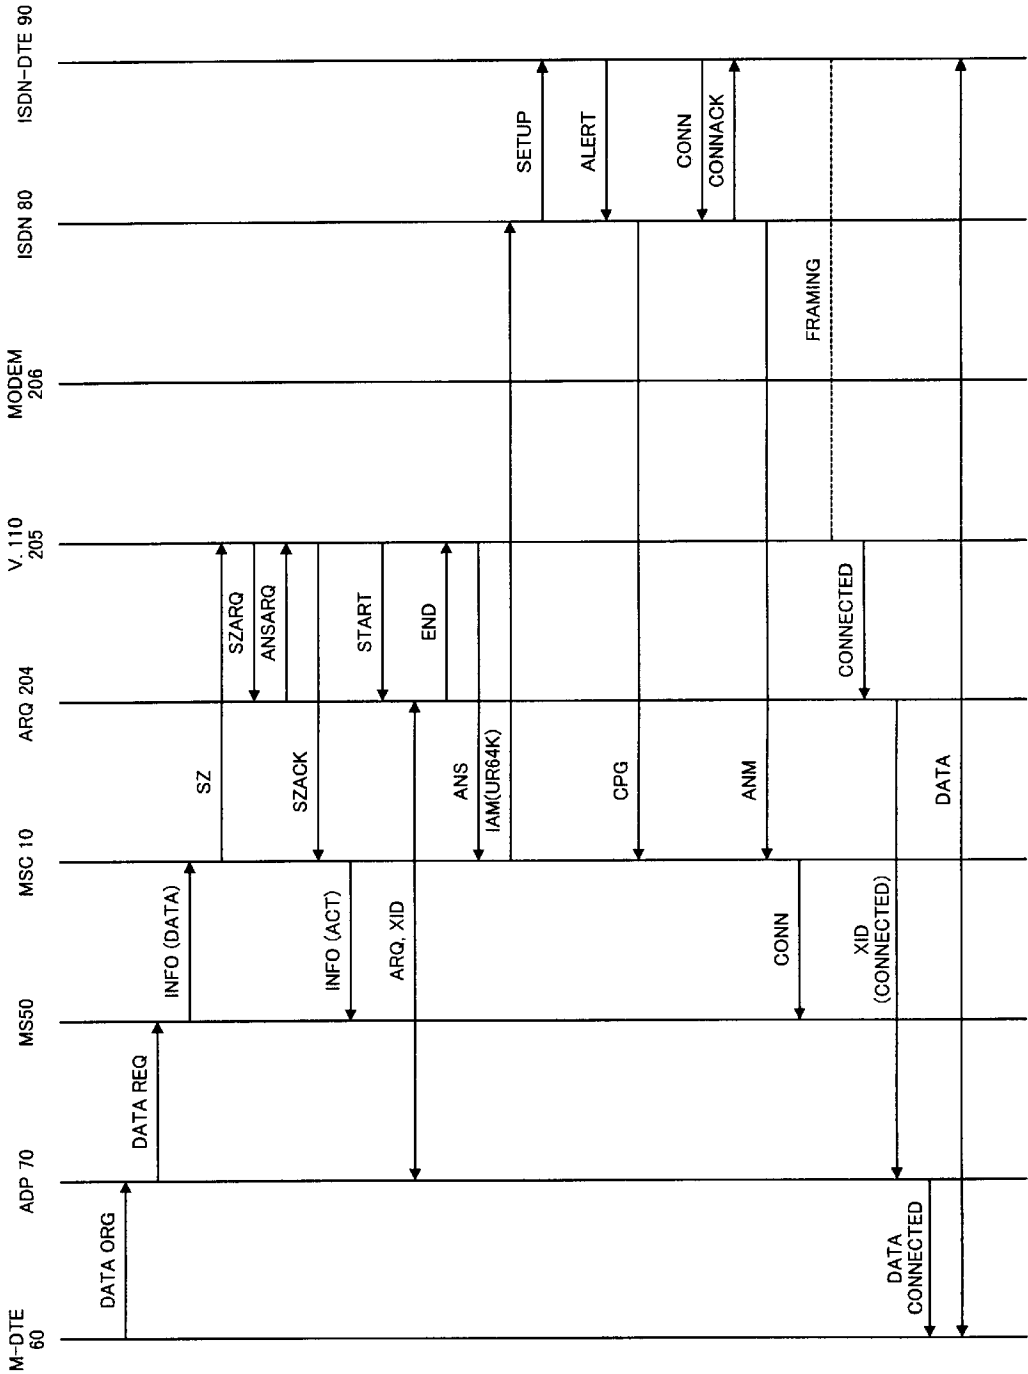 M-DTE
60
ADP 70
MS50
MSC 10
ARQ 204
V. 110
205
MODEM
206
ISDN 80
ISDN-DTE 90
DATA ORG
DATA REQ
INFO (DATA)
SZ
SZARQ
ANSARQ
SZACK
INFO (ACT)
START
ARQ, XID
END
ANS
IAM(UR64K)
SETUP
ALERT
CPG
CONN
CONNACK
ANM
CONN
FRAMING
CONNECTED
XID
(CONNECTED)
DATA
CONNECTED
DATA